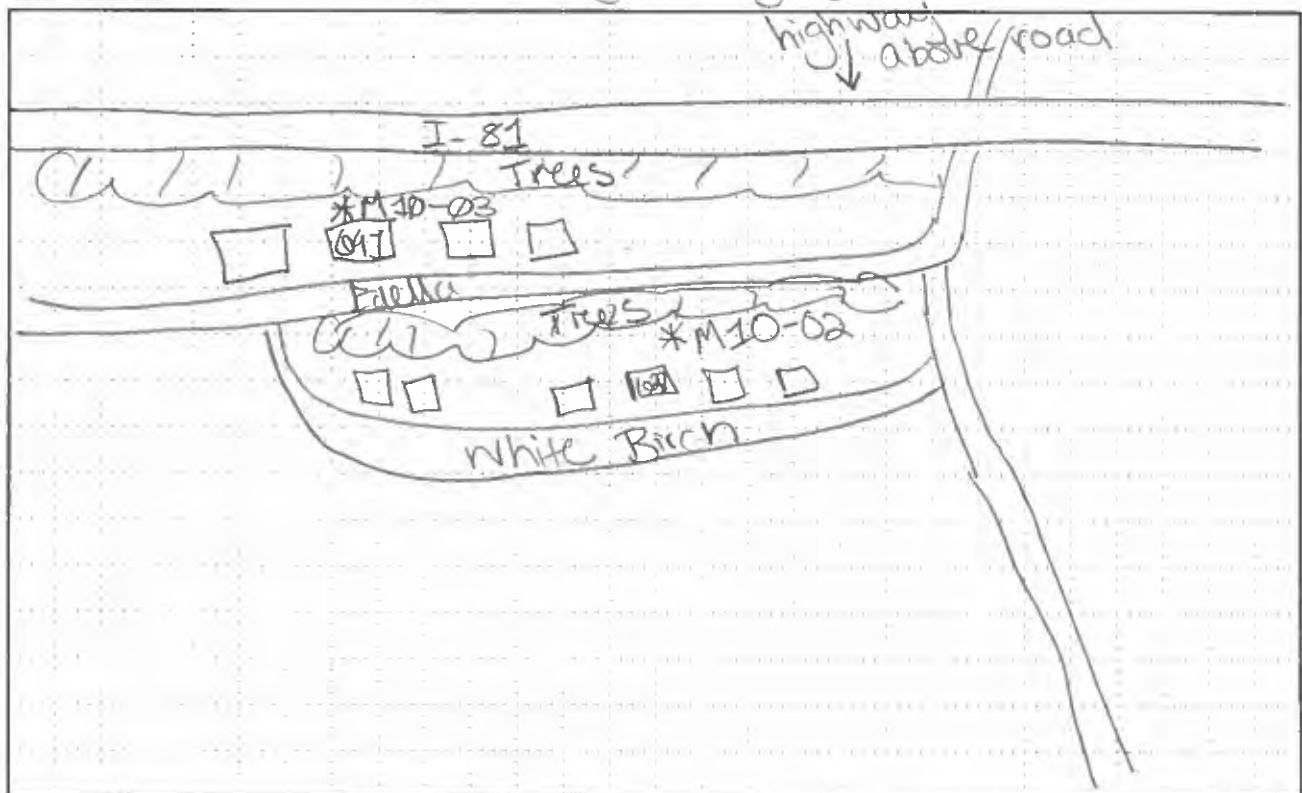 highway
above road
I-81
Trees
*M10-03
Trees
*M10-02
White Birch